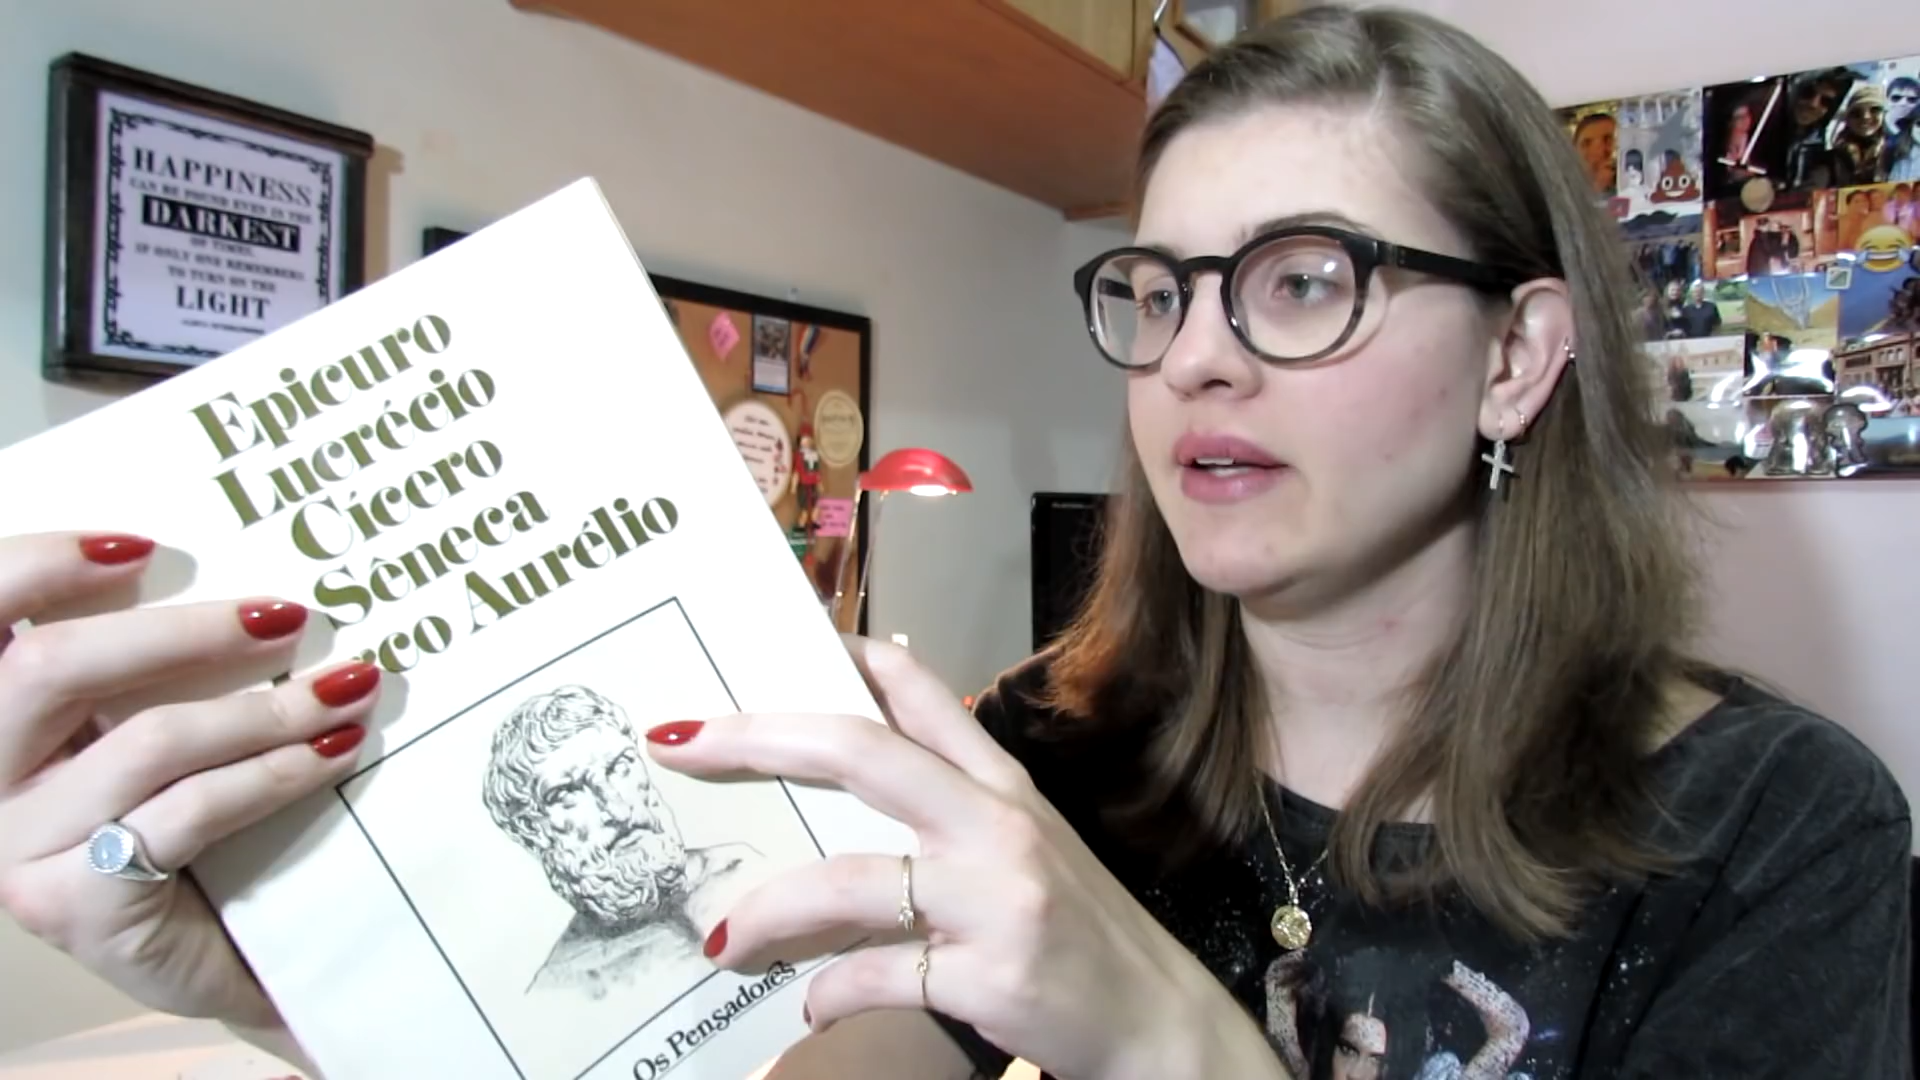 HAPPINESS
CAN BE FOUND EVEN IN THE
DARKEST
OF TIMES,
IF ONLY ONE REMEMBERS
TO TURN ON THE
LIGHT
Epicuro
Lucrécio
Cícero
Sêneca
rco Aurélio
Os Pensadores